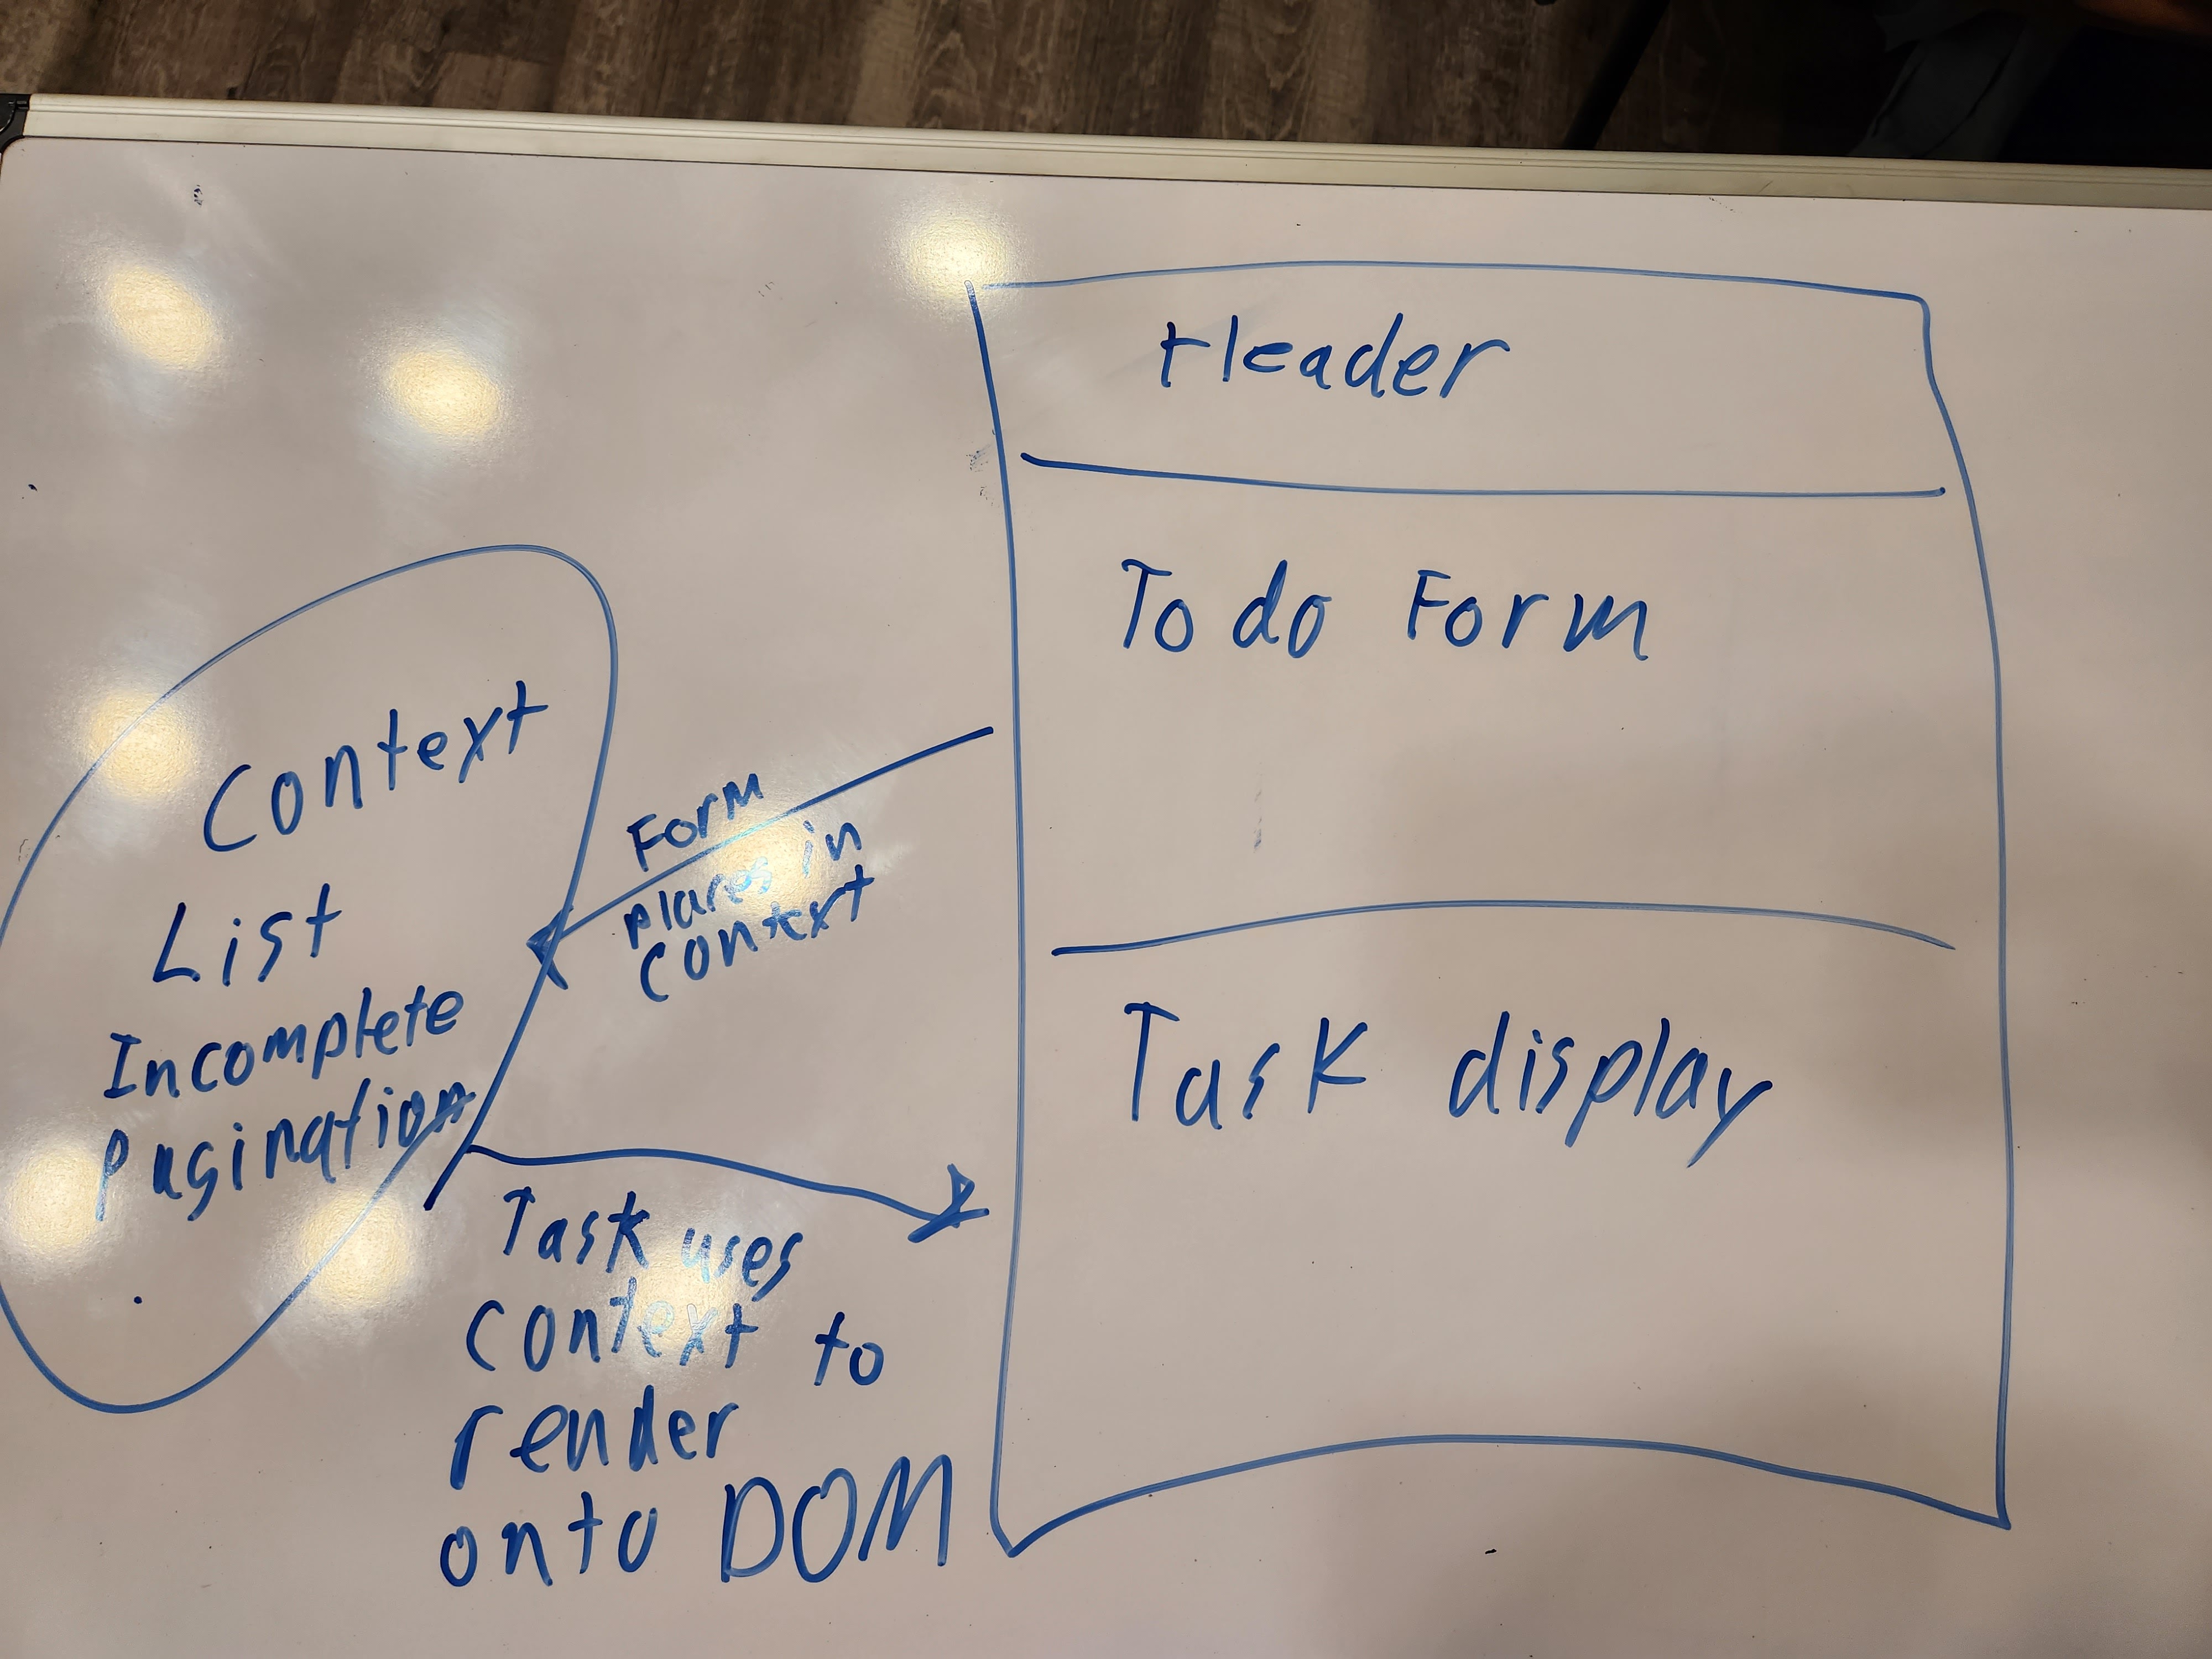 Header
To do Form
Task display
Context
List
Incomplete
pagination
Form
places in
context
Task uses
context to
render
onto DOM